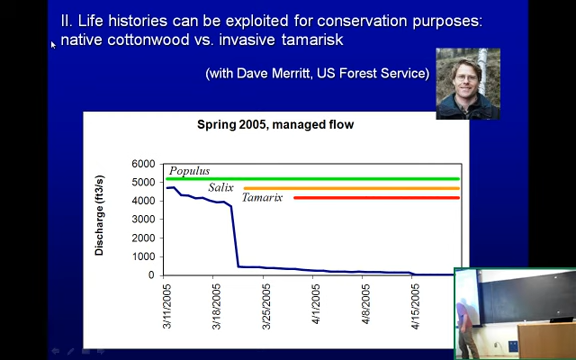 II. Life histories can be exploited for conservation purposes:
native cottonwood vs. invasive tamarisk
(with Dave Merritt, US Forest Service)
Spring 2005, managed flow
Discharge (ft3/s)
6000
5000
4000
3000
2000
1000
0
Populus
Salix
Tamarix
3/11/2005
3/18/2005
3/25/2005
4/1/2005
4/8/2005
4/15/2005